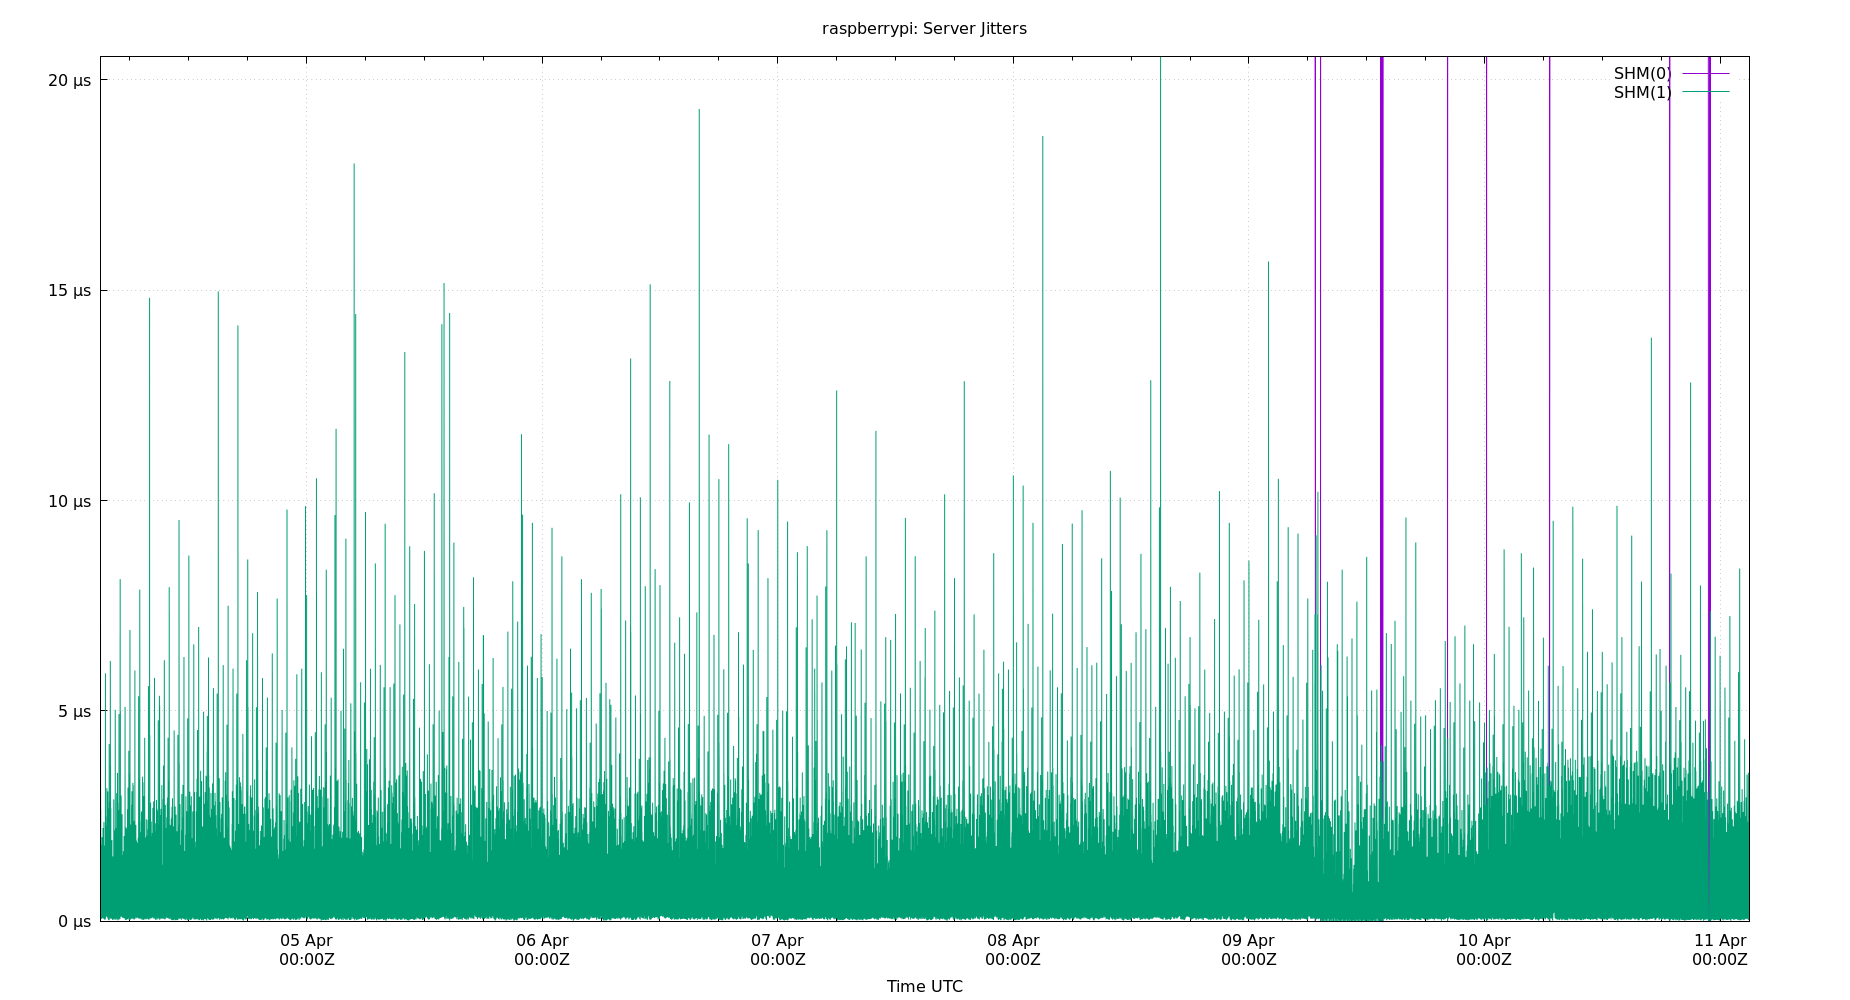 raspberrypi: Server Jitters
SHM(0)
SHM(1)
20 μs
15 μs
10 μs
5 μs
0 μs
05 Apr
00:00Z
06 Apr
00:00Z
07 Apr
00:00Z
08 Apr
00:00Z
09 Apr
00:00Z
10 Apr
00:00Z
11 Apr
00:00Z
Time UTC